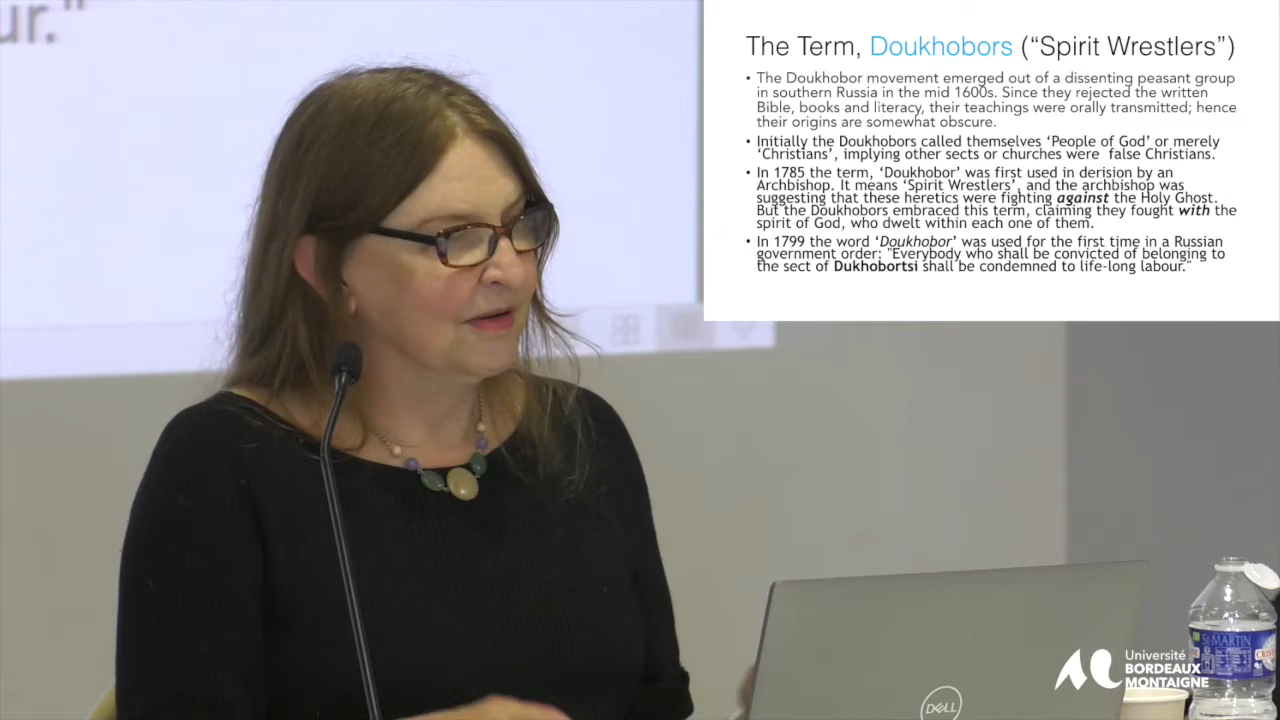 ur."
The Term, Doukhobors (“Spirit Wrestlers”)
• The Doukhobor movement emerged out of a dissenting peasant group
in southern Russia in the mid 1600s. Since they rejected the written
Bible, books and literacy, their teachings were orally transmitted; hence
their origins are somewhat obscure.
• Initially the Doukhobors called themselves ‘People of God’ or merely
‘Christians’, implying other sects or churches were false Christians.
• In 1785 the term, ‘Doukhobor’ was first used in derision by an
Archbishop. It means ‘Spirit Wrestlers’, and the archbishop was
suggesting that these heretics were fighting against the Holy Ghost.
But the Doukhobors embraced this term, claiming they fought with the
spirit of God, who dwelt within each one of them.
• In 1799 the word ‘Doukhobor’ was used for the first time in a Russian
government order: "Everybody who shall be convicted of belonging to
the sect of Dukhobortsi shall be condemned to life-long labour."
DELL
St-MARTIN
Université
BORDEAUX
MONTAIGNE